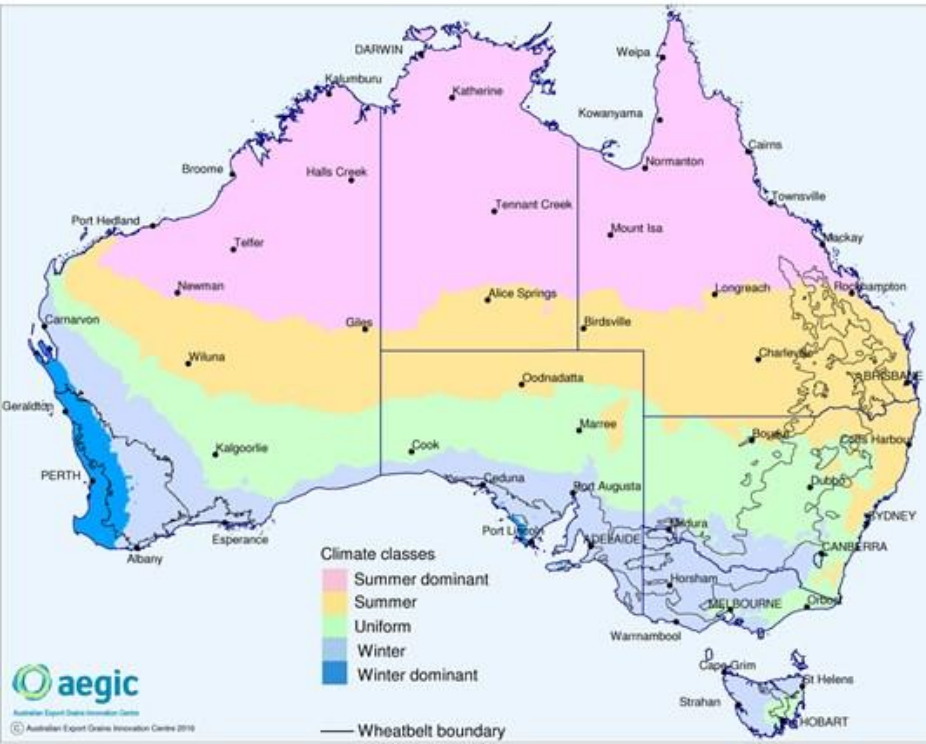 DARWIN
Weipa
Kalumburu
Katherine
Kowanyama
Cairns
Normanton
Broome
Halls Creek
Townsville
Tennant Creek
Port Hedland
Mount Isa
Mackay
Telfer
Newman
Alice Springs
Longreach
Rockhampton
Carnarvon
Giles
Birdsville
Wiluna
Charleville
Oodnadatta
BRISBANE
Geraldton
Marree
Bourke
Coffs Harbour
Kalgoorlie
Cook
PERTH
Ceduna
Port Augusta
Dubbo
SYDNEY
Port Lincoln
Mildura
Esperance
ADELAIDE
CANBERRA
Albany
Climate classes
Horsham
Summer dominant
MELBOURNE
Orbost
Summer
Uniform
Warrnambool
Winter
Winter dominant
Cape Grim
St Helens
aegic
Strahan
Australian Export Grains Innovation Centre
HOBART
© Australian Export Grains Innovation Centre 2016
Wheatbelt boundary